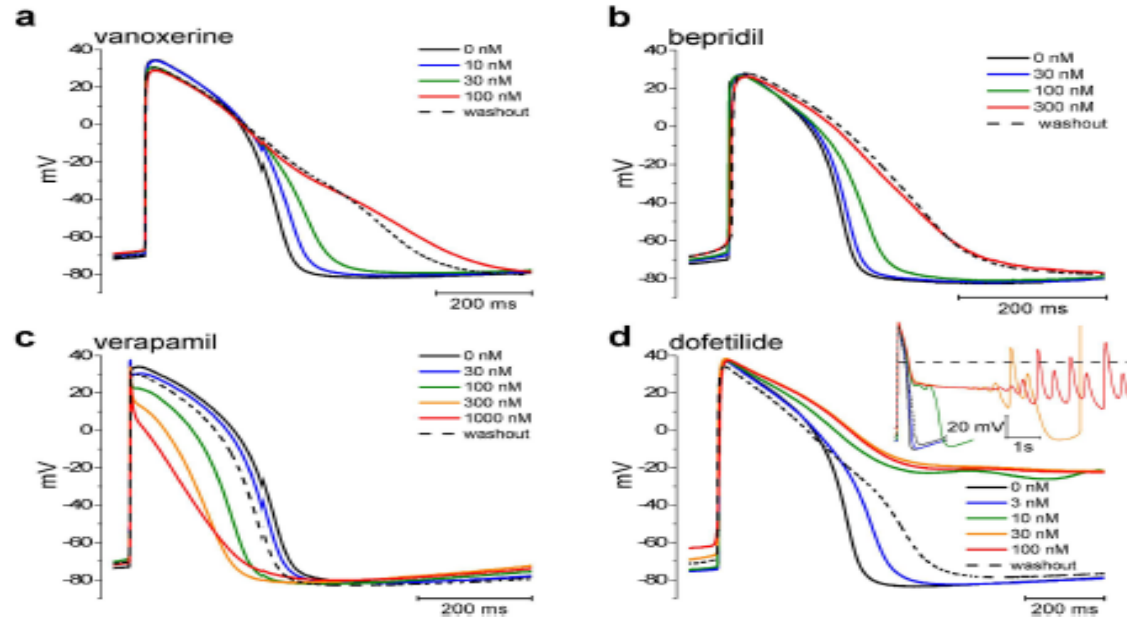 a
vanoxerine
40
20
0
-20
-40
-60
-80
mV
0 nM
10 nM
30 nM
100 nM
washout
200 ms
b
bepridil
40
20
0
-20
-40
-60
-80
mV
0 nM
30 nM
100 nM
300 nM
washout
200 ms
c
verapamil
40
20
0
-20
-40
-60
-80
mV
0 nM
30 nM
100 nM
300 nM
1000 nM
washout
200 ms
d
dofetilide
40
20
0
-20
-40
-60
-80
mV
20 mV
1s
0 nM
3 nM
10 nM
30 nM
100 nM
washout
200 ms